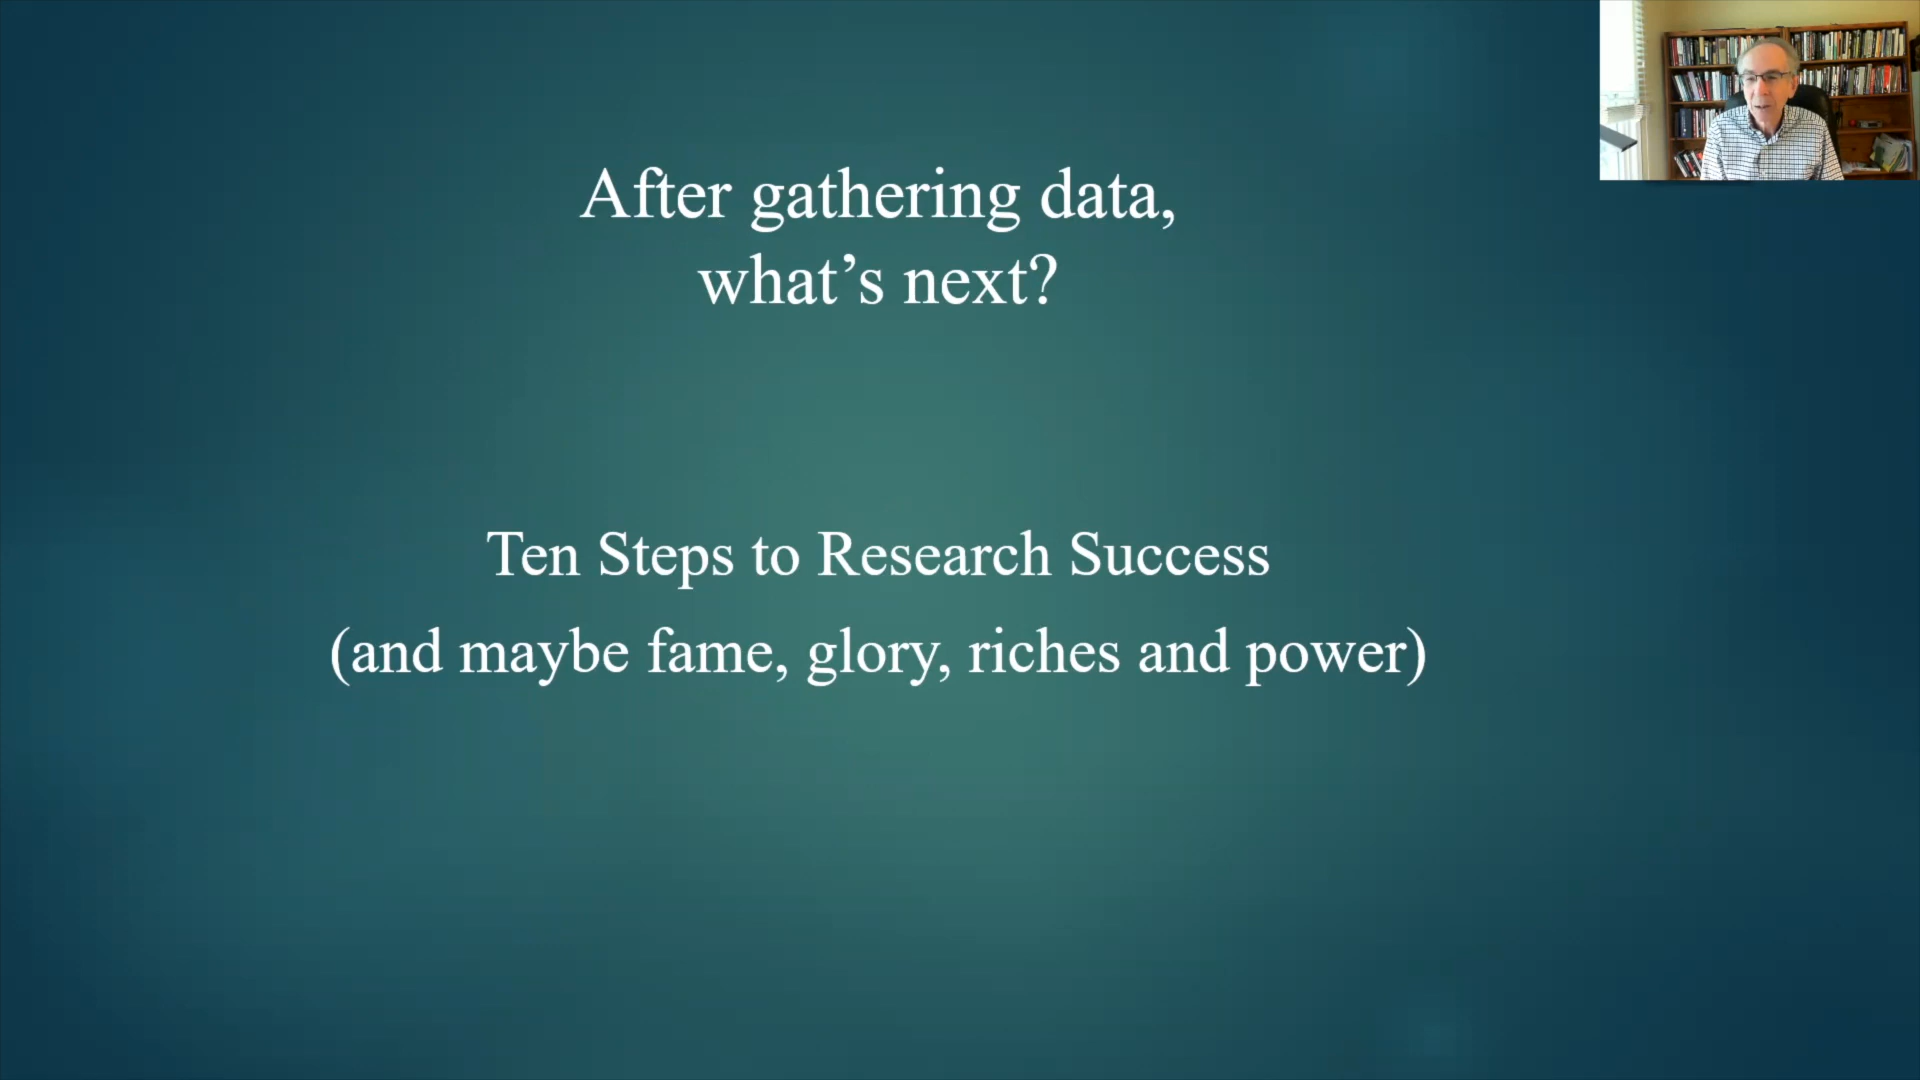 After gathering data,
what’s next?
Ten Steps to Research Success
(and maybe fame, glory, riches and power)